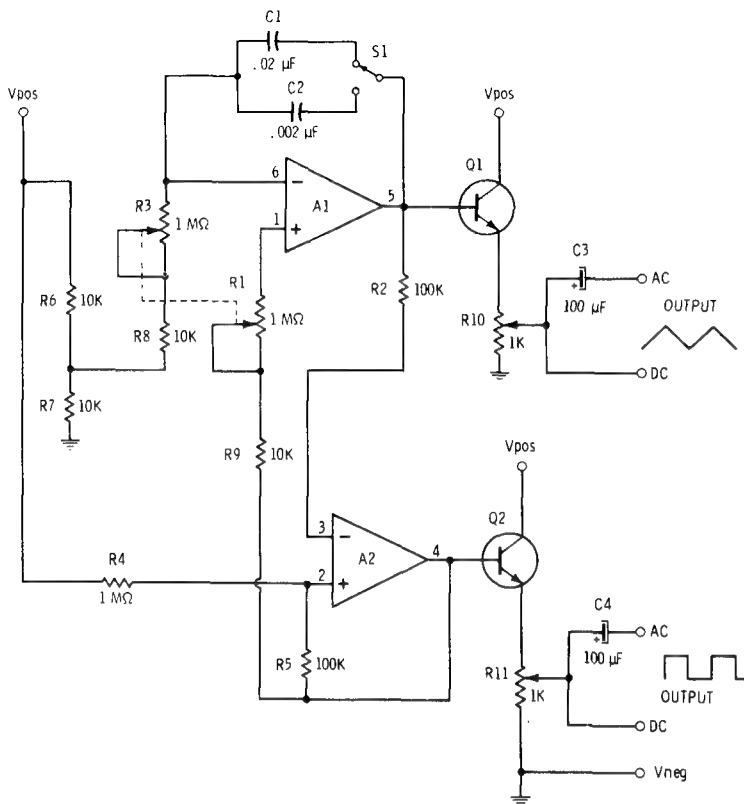 C1
.02 µF
S1
C2
.002 µF
Vpos
Vpos
Q1
6
−
A1
5
1
+
R3
1 MΩ
R1
1 MΩ
R2
100K
C3
+
100 µF
AC
OUTPUT
DC
R10
1K
R6
10K
R8
10K
R7
10K
R9
10K
Vpos
Q2
3
−
A2
4
2
+
R4
1 MΩ
R5
100K
C4
+
100 µF
AC
R11
1K
OUTPUT
DC
Vneg